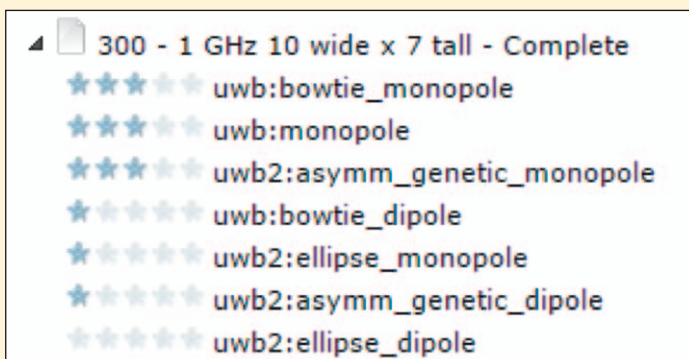 300 - 1 GHz 10 wide x 7 tall - Complete
uwb:bowtie_monopole
uwb:monopole
uwb2:asymm_genetic_monopole
uwb:bowtie_dipole
uwb2:ellipse_monopole
uwb2:asymm_genetic_dipole
uwb2:ellipse_dipole